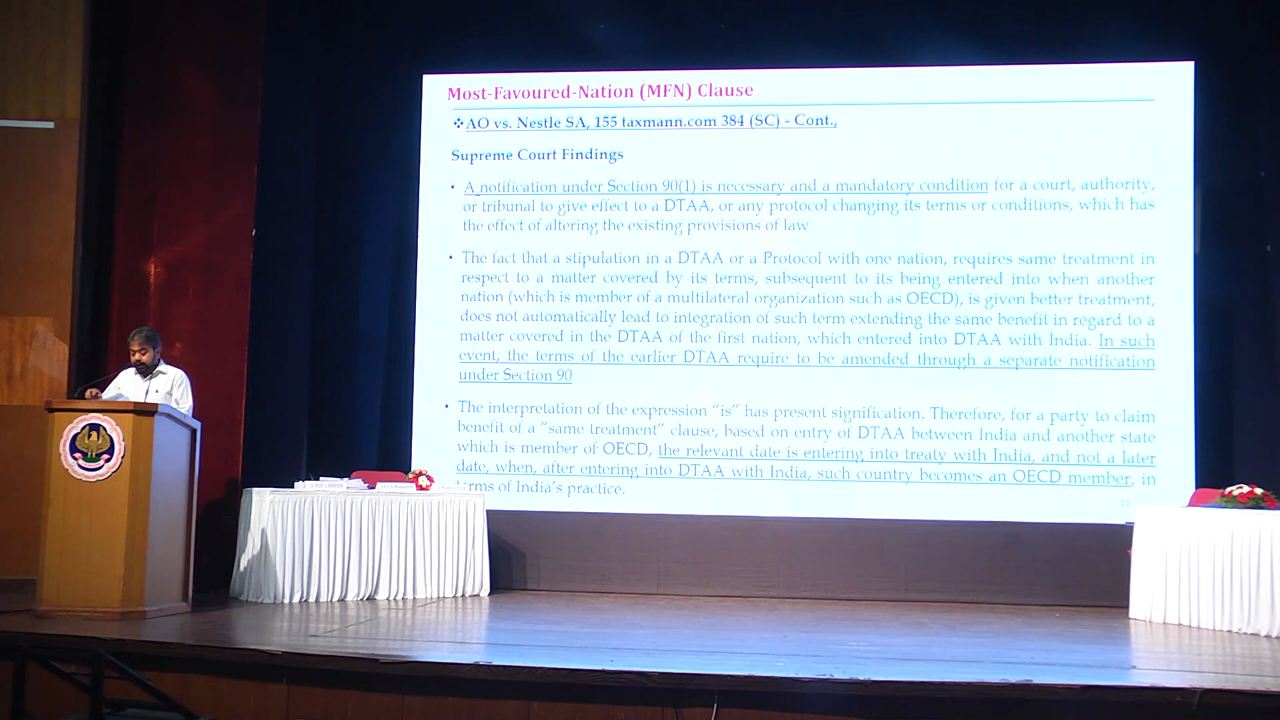 Most-Favoured-Nation (MFN) Clause
❖AO vs. Nestle SA, 155 taxmann.com 384 (SC) - Cont.,
Supreme Court Findings
• A notification under Section 90(1) is necessary and a mandatory condition for a court, authority,
or tribunal to give effect to a DTAA, or any protocol changing its terms or conditions, which has
the effect of altering the existing provisions of law
• The fact that a stipulation in a DTAA or a Protocol with one nation, requires same treatment in
respect to a matter covered by its terms, subsequent to its being entered into when another
nation (which is member of a multilateral organization such as OECD), is given better treatment,
does not automatically lead to integration of such term extending the same benefit in regard to a
matter covered in the DTAA of the first nation, which entered into DTAA with India. In such
event, the terms of the earlier DTAA require to be amended through a separate notification
under Section 90
• The interpretation of the expression "is" has present signification. Therefore, for a party to claim
benefit of a "same treatment" clause, based on entry of DTAA between India and another state
which is member of OECD, the relevant date is entering into treaty with India, and not a later
date, when, after entering into DTAA with India, such country becomes an OECD member, in
terms of India's practice.